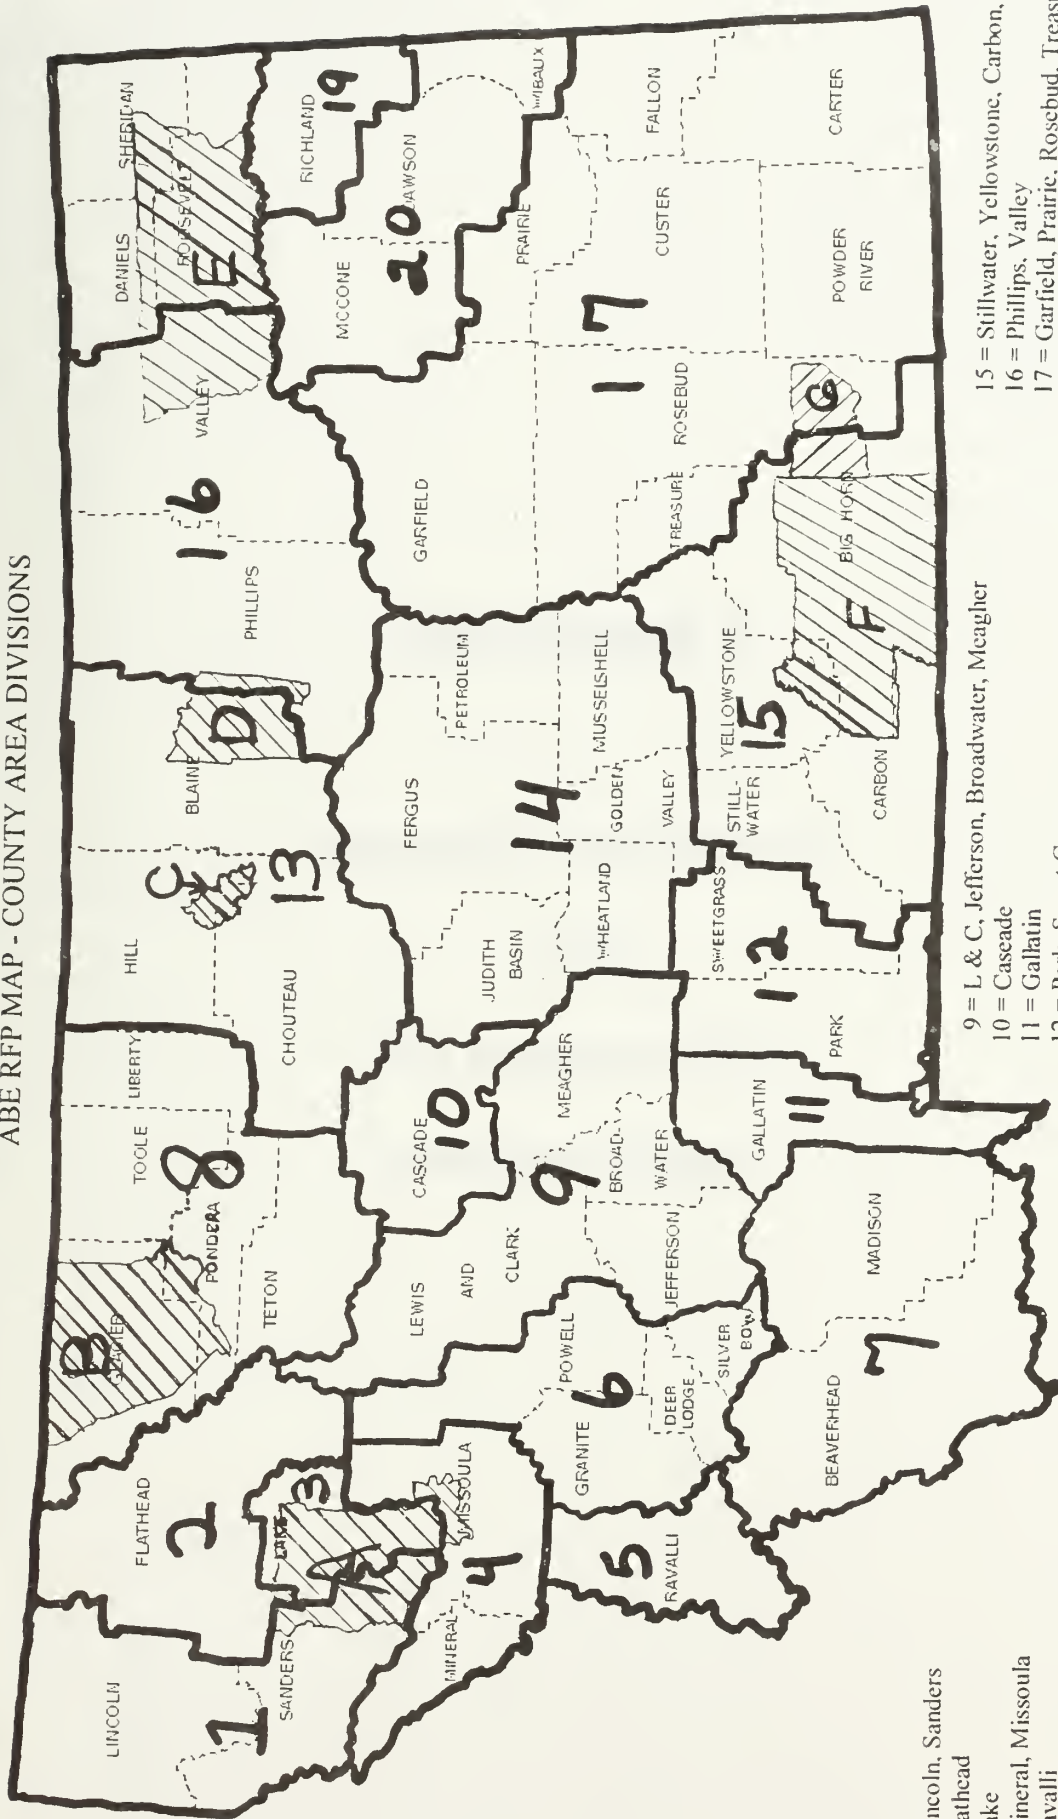 ABE RFP MAP - COUNTY AREA DIVISIONS
LINCOLN
1
SANDERS
FLATHEAD
2
LAKE
3
A
MISSOULA
4
MINERAL
RAVALLI
5
B
GLACIER
TOOLE
LIBERTY
8
PONDERA
TETON
HILL
C
BLAINE
D
13
CHOUTEAU
PHILLIPS
16
VALLEY
DANIELS
SHERIDAN
ROOSEVELT
E
RICHLAND
19
MCCONE
20
DAWSON
WIBAUX
PRAIRIE
GARFIELD
17
ROSEBUD
TREASURE
CUSTER
FALLON
POWDER
RIVER
CARTER
LEWIS
AND
CLARK
CASCADE
10
MEAGHER
9
BROAD-
WATER
JEFFERSON
POWELL
6
GRANITE
DEER
LODGE
SILVER
BOW
BEAVERHEAD
7
MADISON
GALLATIN
11
PARK
12
SWEETGRASS
JUDITH
BASIN
FERGUS
PETROLEUM
14
WHEATLAND
GOLDEN
VALLEY
MUSSELSHELL
STILL-
WATER
YELLOWSTONE
15
CARBON
BIG HORN
F
G
ncoln, Sanders
athead
ake
ineral, Missoula
valli
9 = L & C, Jefferson, Broadwater, Meagher
10 = Cascade
11 = Gallatin
15 = Stillwater, Yellowstone, Carbon,
16 = Phillips, Valley
17 = Garfield, Prairie, Rosebud, Treas